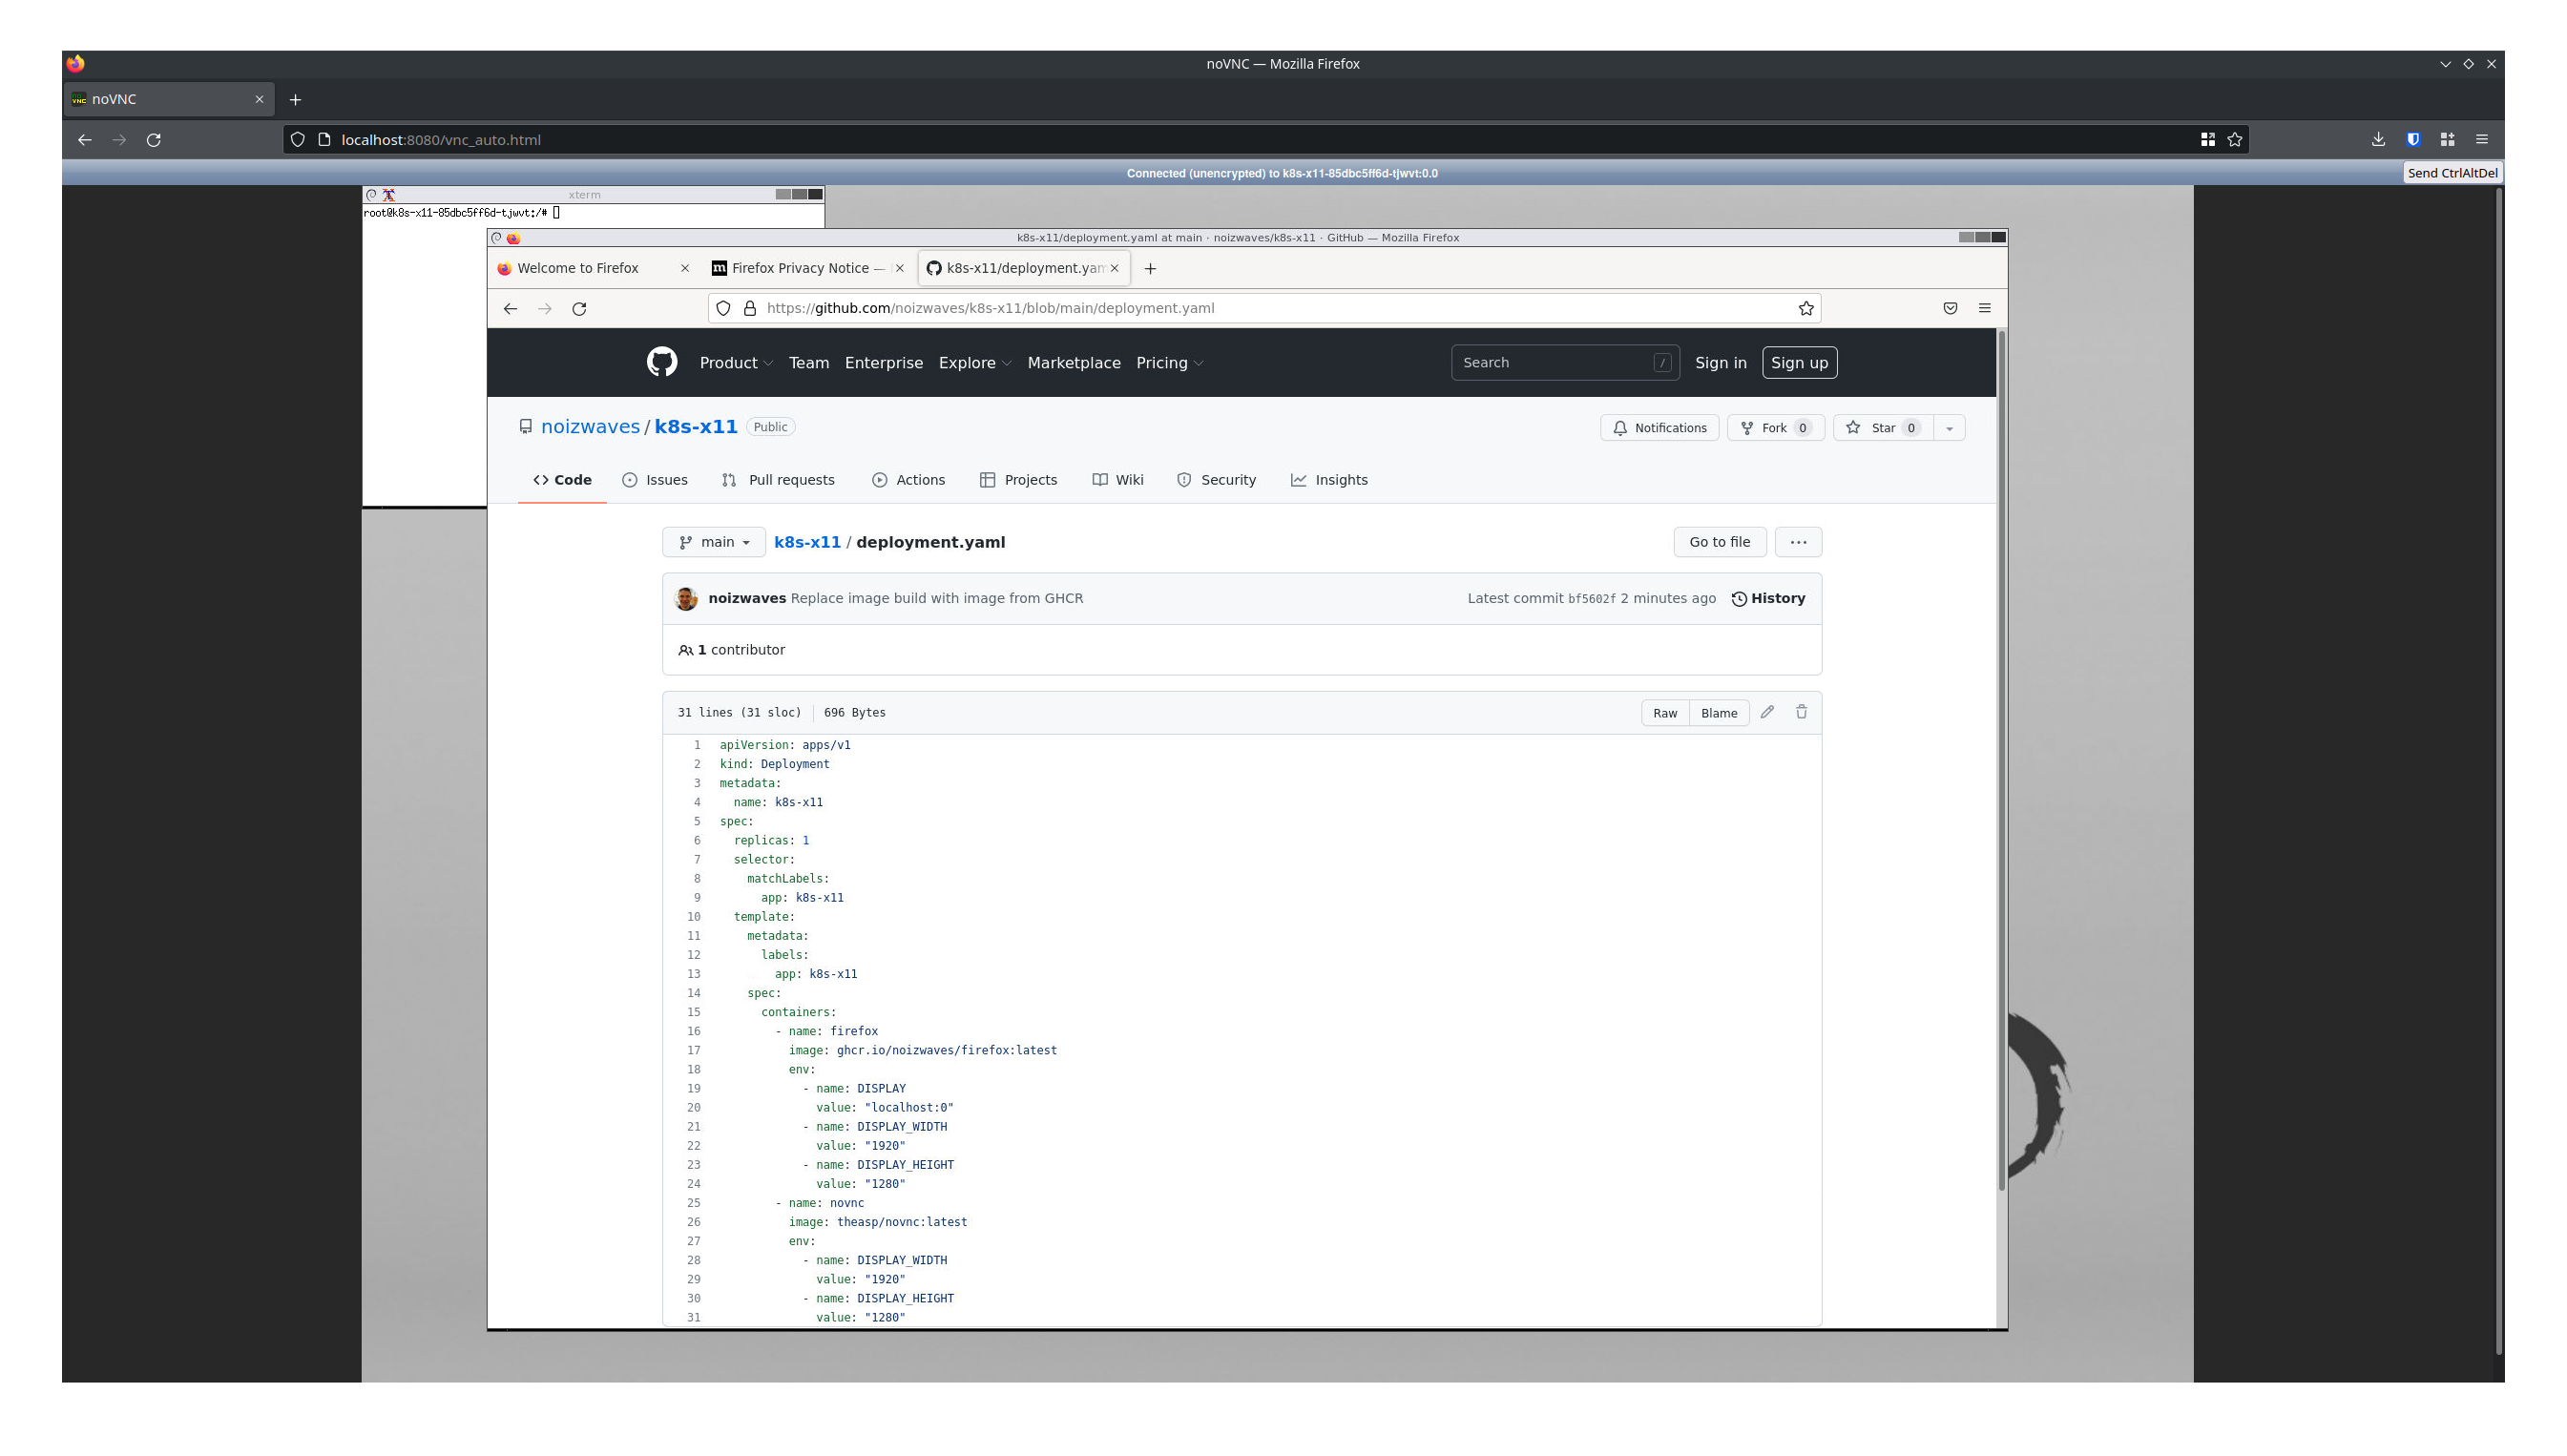 noVNC — Mozilla Firefox
noVNC
localhost:8080/vnc_auto.html
Connected (unencrypted) to k8s-x11-85dbc5ff6d-tjwvt:0.0
Send CtrlAltDel
xterm
root@k8s-x11-85dbc5ff6d-tjwvt:/#
k8s-x11/deployment.yaml at main · noizwaves/k8s-x11 · GitHub — Mozilla Firefox
Welcome to Firefox
Firefox Privacy Notice —
k8s-x11/deployment.yam
https://github.com/noizwaves/k8s-x11/blob/main/deployment.yaml
Product Team Enterprise Explore Marketplace Pricing Search / Sign in Sign up
noizwaves / k8s-x11 Public
Notifications Fork 0 Star 0
Code Issues Pull requests Actions Projects Wiki Security Insights
main k8s-x11 / deployment.yaml Go to file ...
noizwaves Replace image build with image from GHCR Latest commit bf5602f 2 minutes ago History
1 contributor
31 lines (31 sloc) 696 Bytes Raw Blame
1 apiVersion: apps/v1
2 kind: Deployment
3 metadata:
4   name: k8s-x11
5 spec:
6   replicas: 1
7   selector:
8     matchLabels:
9       app: k8s-x11
10   template:
11     metadata:
12       labels:
13         app: k8s-x11
14     spec:
15       containers:
16         - name: firefox
17           image: ghcr.io/noizwaves/firefox:latest
18           env:
19             - name: DISPLAY
20               value: "localhost:0"
21             - name: DISPLAY_WIDTH
22               value: "1920"
23             - name: DISPLAY_HEIGHT
24               value: "1280"
25         - name: novnc
26           image: theasp/novnc:latest
27           env:
28             - name: DISPLAY_WIDTH
29               value: "1920"
30             - name: DISPLAY_HEIGHT
31               value: "1280"